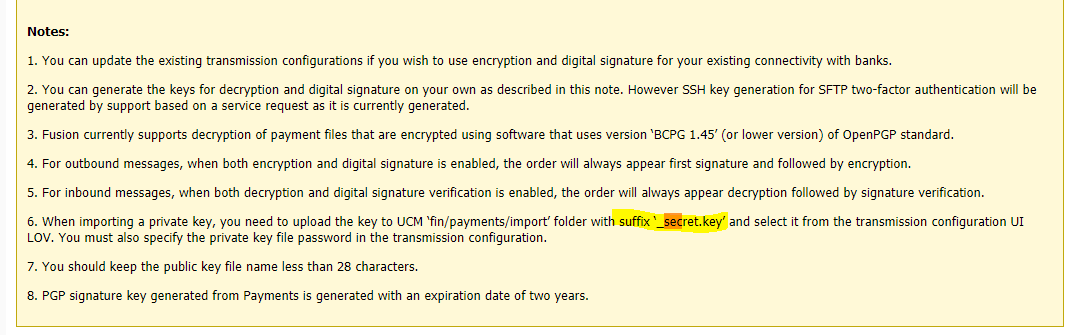 Notes:
1. You can update the existing transmission configurations if you wish to use encryption and digital signature for your existing connectivity with banks.
2. You can generate the keys for decryption and digital signature on your own as described in this note. However SSH key generation for SFTP two-factor authentication will be
generated by support based on a service request as it is currently generated.
3. Fusion currently supports decryption of payment files that are encrypted using software that uses version ‘BCPG 1.45’ (or lower version) of OpenPGP standard.
4. For outbound messages, when both encryption and digital signature is enabled, the order will always appear first signature and followed by encryption.
5. For inbound messages, when both decryption and digital signature verification is enabled, the order will always appear decryption followed by signature verification.
6. When importing a private key, you need to upload the key to UCM ‘fin/payments/import’ folder with suffix ‘_secret.key’ and select it from the transmission configuration UI
LOV. You must also specify the private key file password in the transmission configuration.
7. You should keep the public key file name less than 28 characters.
8. PGP signature key generated from Payments is generated with an expiration date of two years.